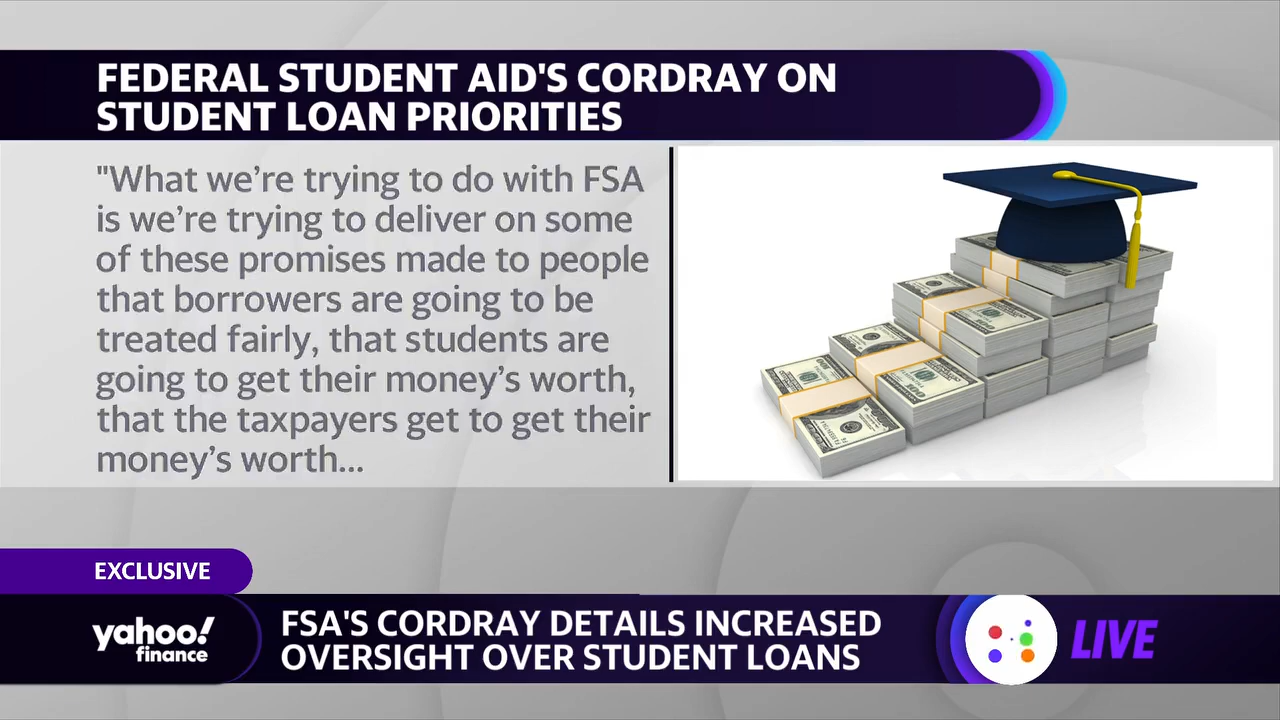 FEDERAL STUDENT AID'S CORDRAY ON
STUDENT LOAN PRIORITIES
"What we’re trying to do with FSA
is we’re trying to deliver on some
of these promises made to people
that borrowers are going to be
treated fairly, that students are
going to get their money’s worth,
that the taxpayers get to get their
money’s worth...
EXCLUSIVE
yahoo!
finance
FSA'S CORDRAY DETAILS INCREASED
OVERSIGHT OVER STUDENT LOANS
LIVE